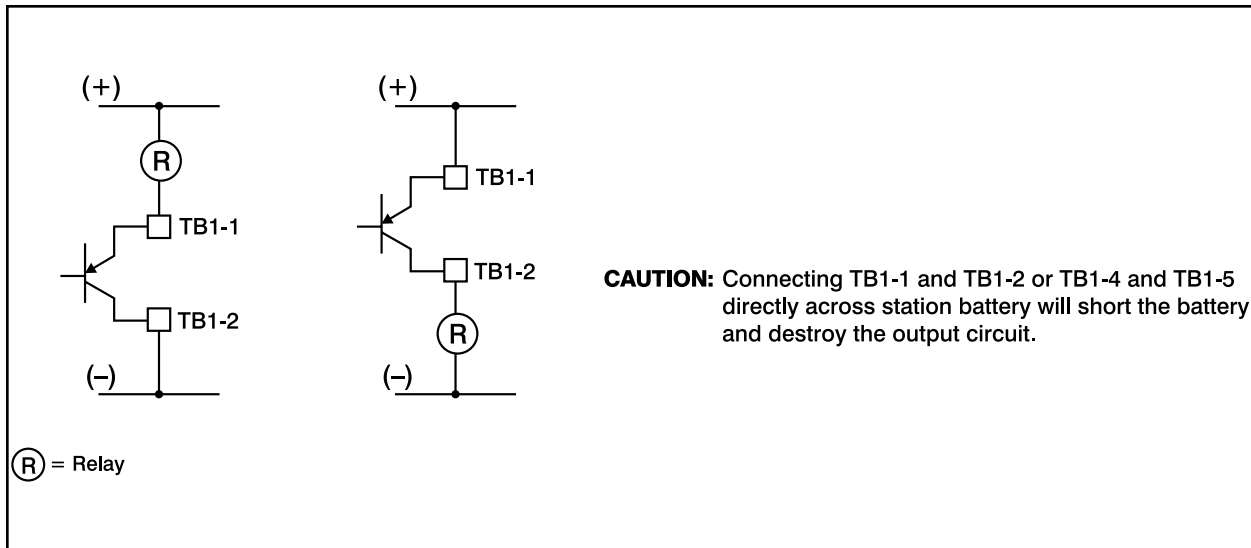 (+)
R
TB1-1
TB1-2
(–)
(+)
TB1-1
TB1-2
R
(–)
CAUTION: Connecting TB1-1 and TB1-2 or TB1-4 and TB1-5
directly across station battery will short the battery
and destroy the output circuit.
R = Relay